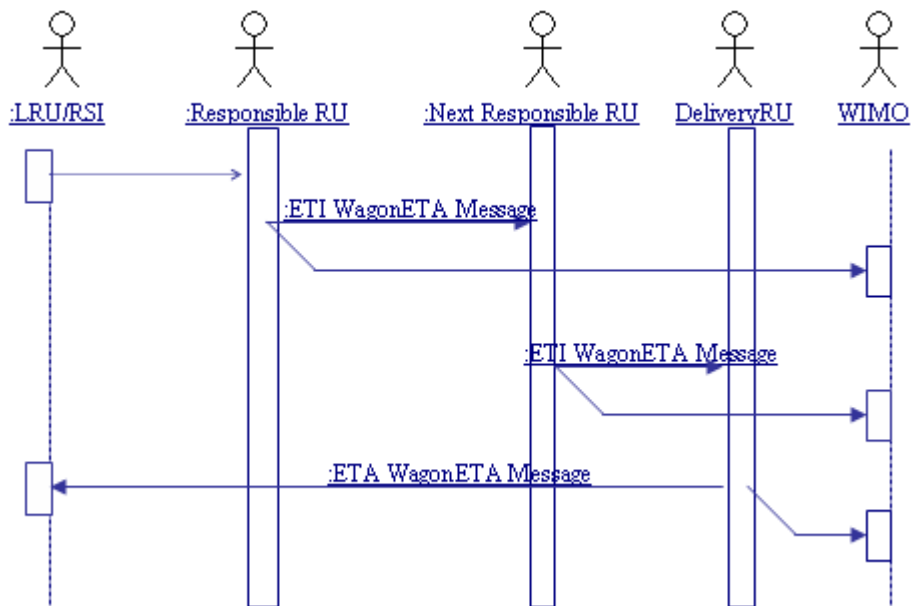 :LRU/RSI
:Responsible RU
:Next Responsible RU
DeliveryRU
WIMO
:ETI WagonETA Message
:ETI WagonETA Message
:ETA WagonETA Message